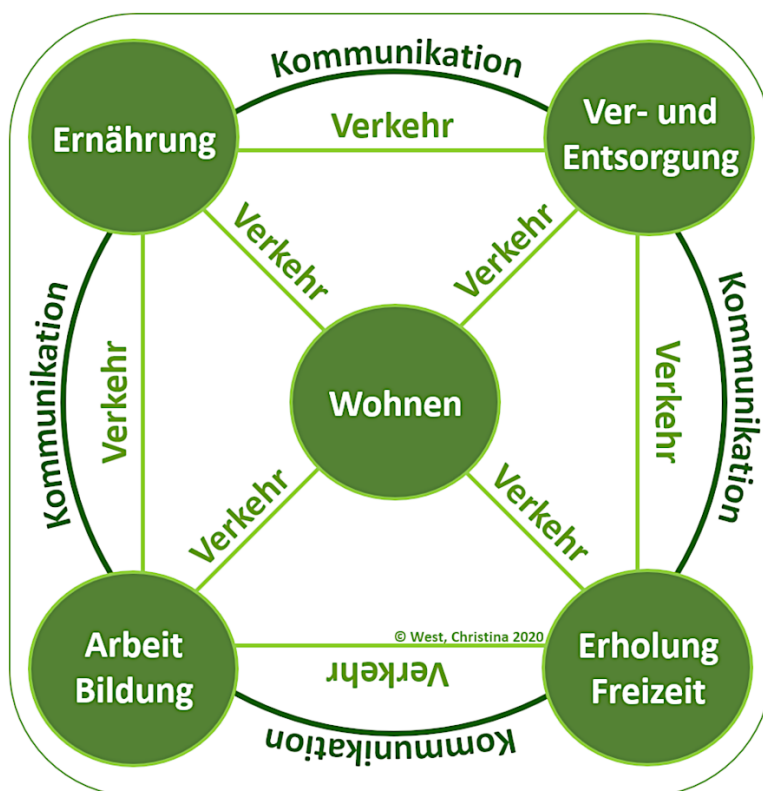 Kommunikation
Ernährung
Verkehr
Ver- und
Entsorgung
Verkehr
Verkehr
Kommunikation
Verkehr
Wohnen
Verkehr
Kommunikation
Verkehr
Verkehr
Arbeit
Bildung
© West, Christina 2020
Verkehr
Erholung
Freizeit
Kommunikation